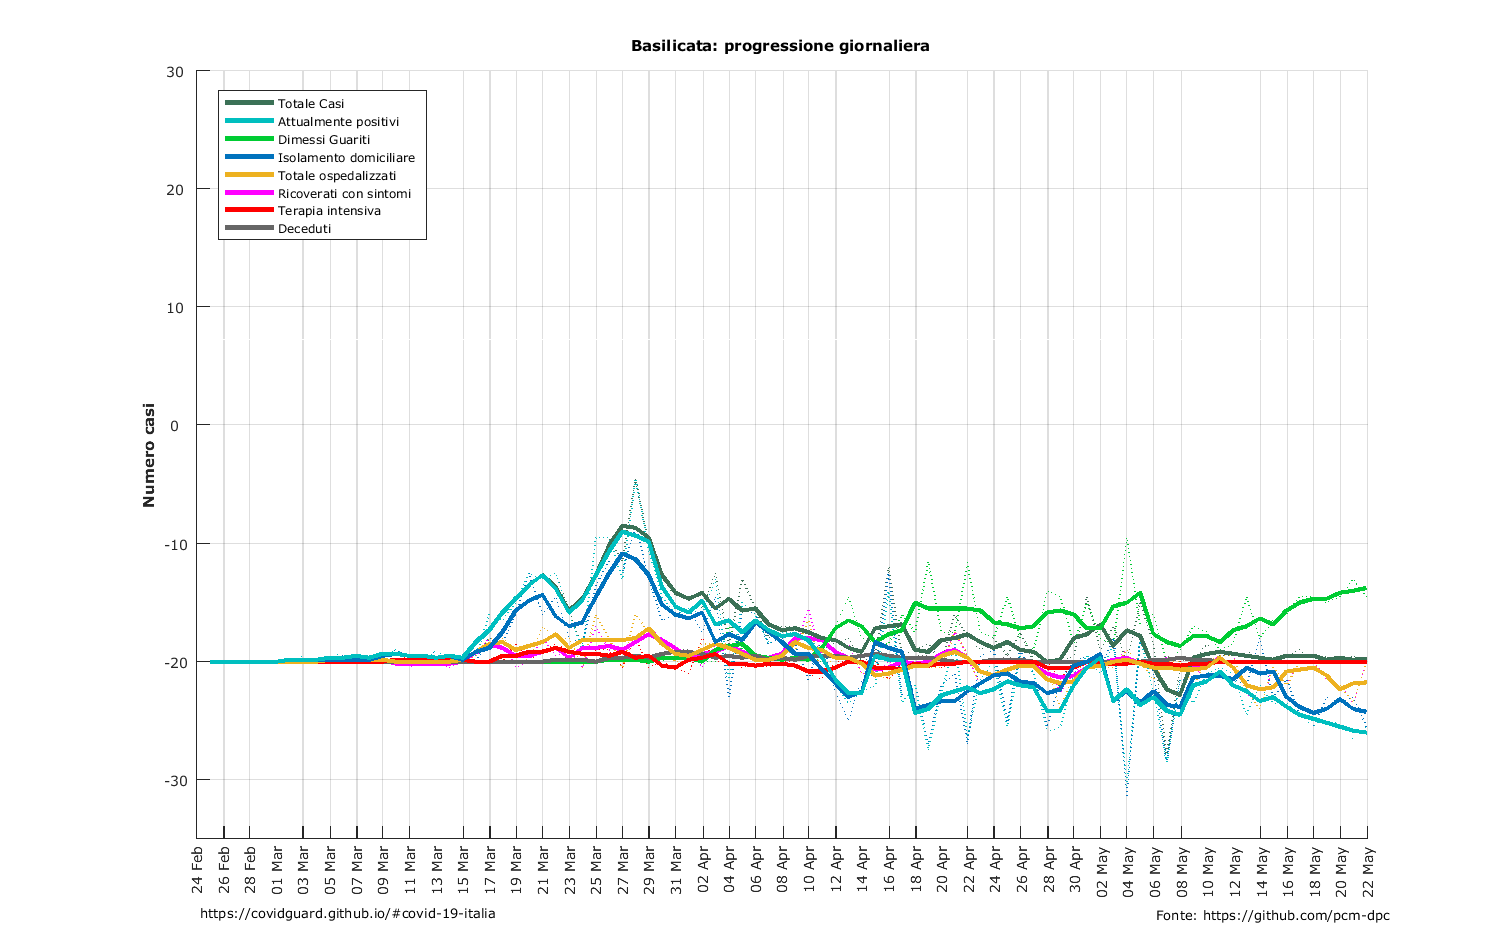 Basilicata: progressione giornaliera
30
20
10
0
-10
-20
-30
Numero casi
Totale Casi
Attualmente positivi
Dimessi Guariti
Isolamento domiciliare
Totale ospedalizzati
Ricoverati con sintomi
Terapia intensiva
Deceduti
24 Feb
26 Feb
28 Feb
01 Mar
03 Mar
05 Mar
07 Mar
09 Mar
11 Mar
13 Mar
15 Mar
17 Mar
19 Mar
21 Mar
23 Mar
25 Mar
27 Mar
29 Mar
31 Mar
02 Apr
04 Apr
06 Apr
08 Apr
10 Apr
12 Apr
14 Apr
16 Apr
18 Apr
20 Apr
22 Apr
24 Apr
26 Apr
28 Apr
30 Apr
02 May
04 May
06 May
08 May
10 May
12 May
14 May
16 May
18 May
20 May
22 May
https://covidguard.github.io/#covid-19-italia
Fonte: https://github.com/pcm-dpc